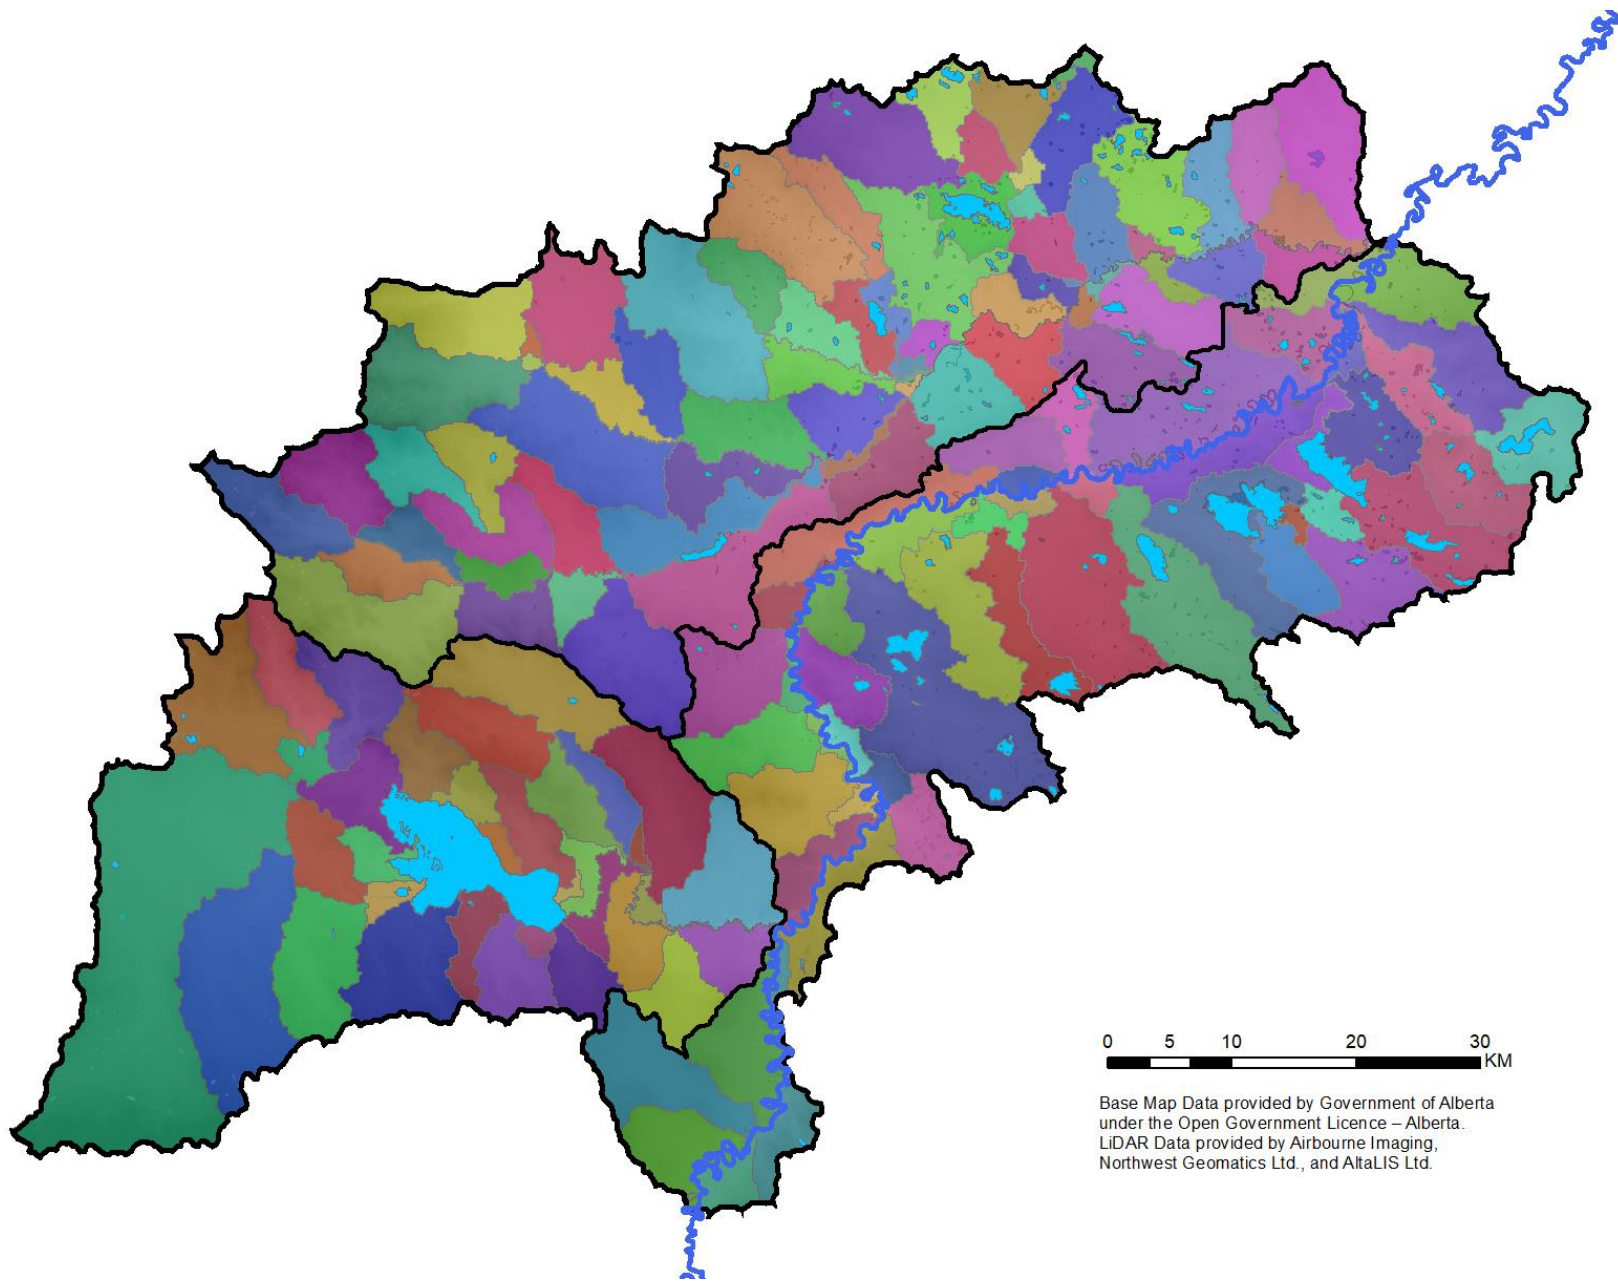 0 5 10 20 30
KM
Base Map Data provided by Government of Alberta
under the Open Government Licence – Alberta.
LiDAR Data provided by Airbourne Imaging,
Northwest Geomatics Ltd., and AltaLIS Ltd.